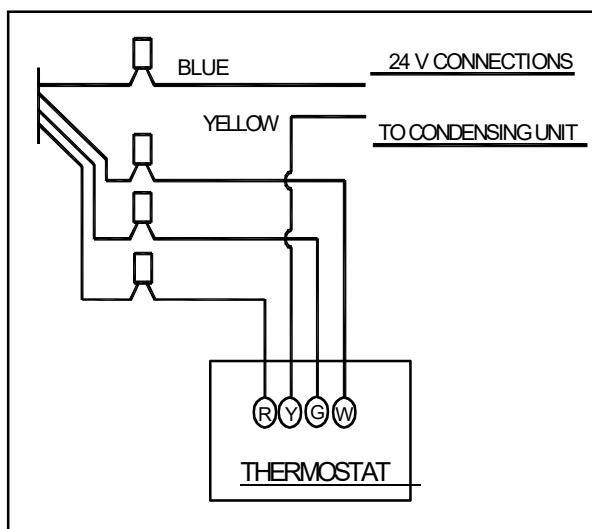 BLUE
24 V CONNECTIONS
YELLOW
TO CONDENSING UNIT
R Y G W
THERMOSTAT